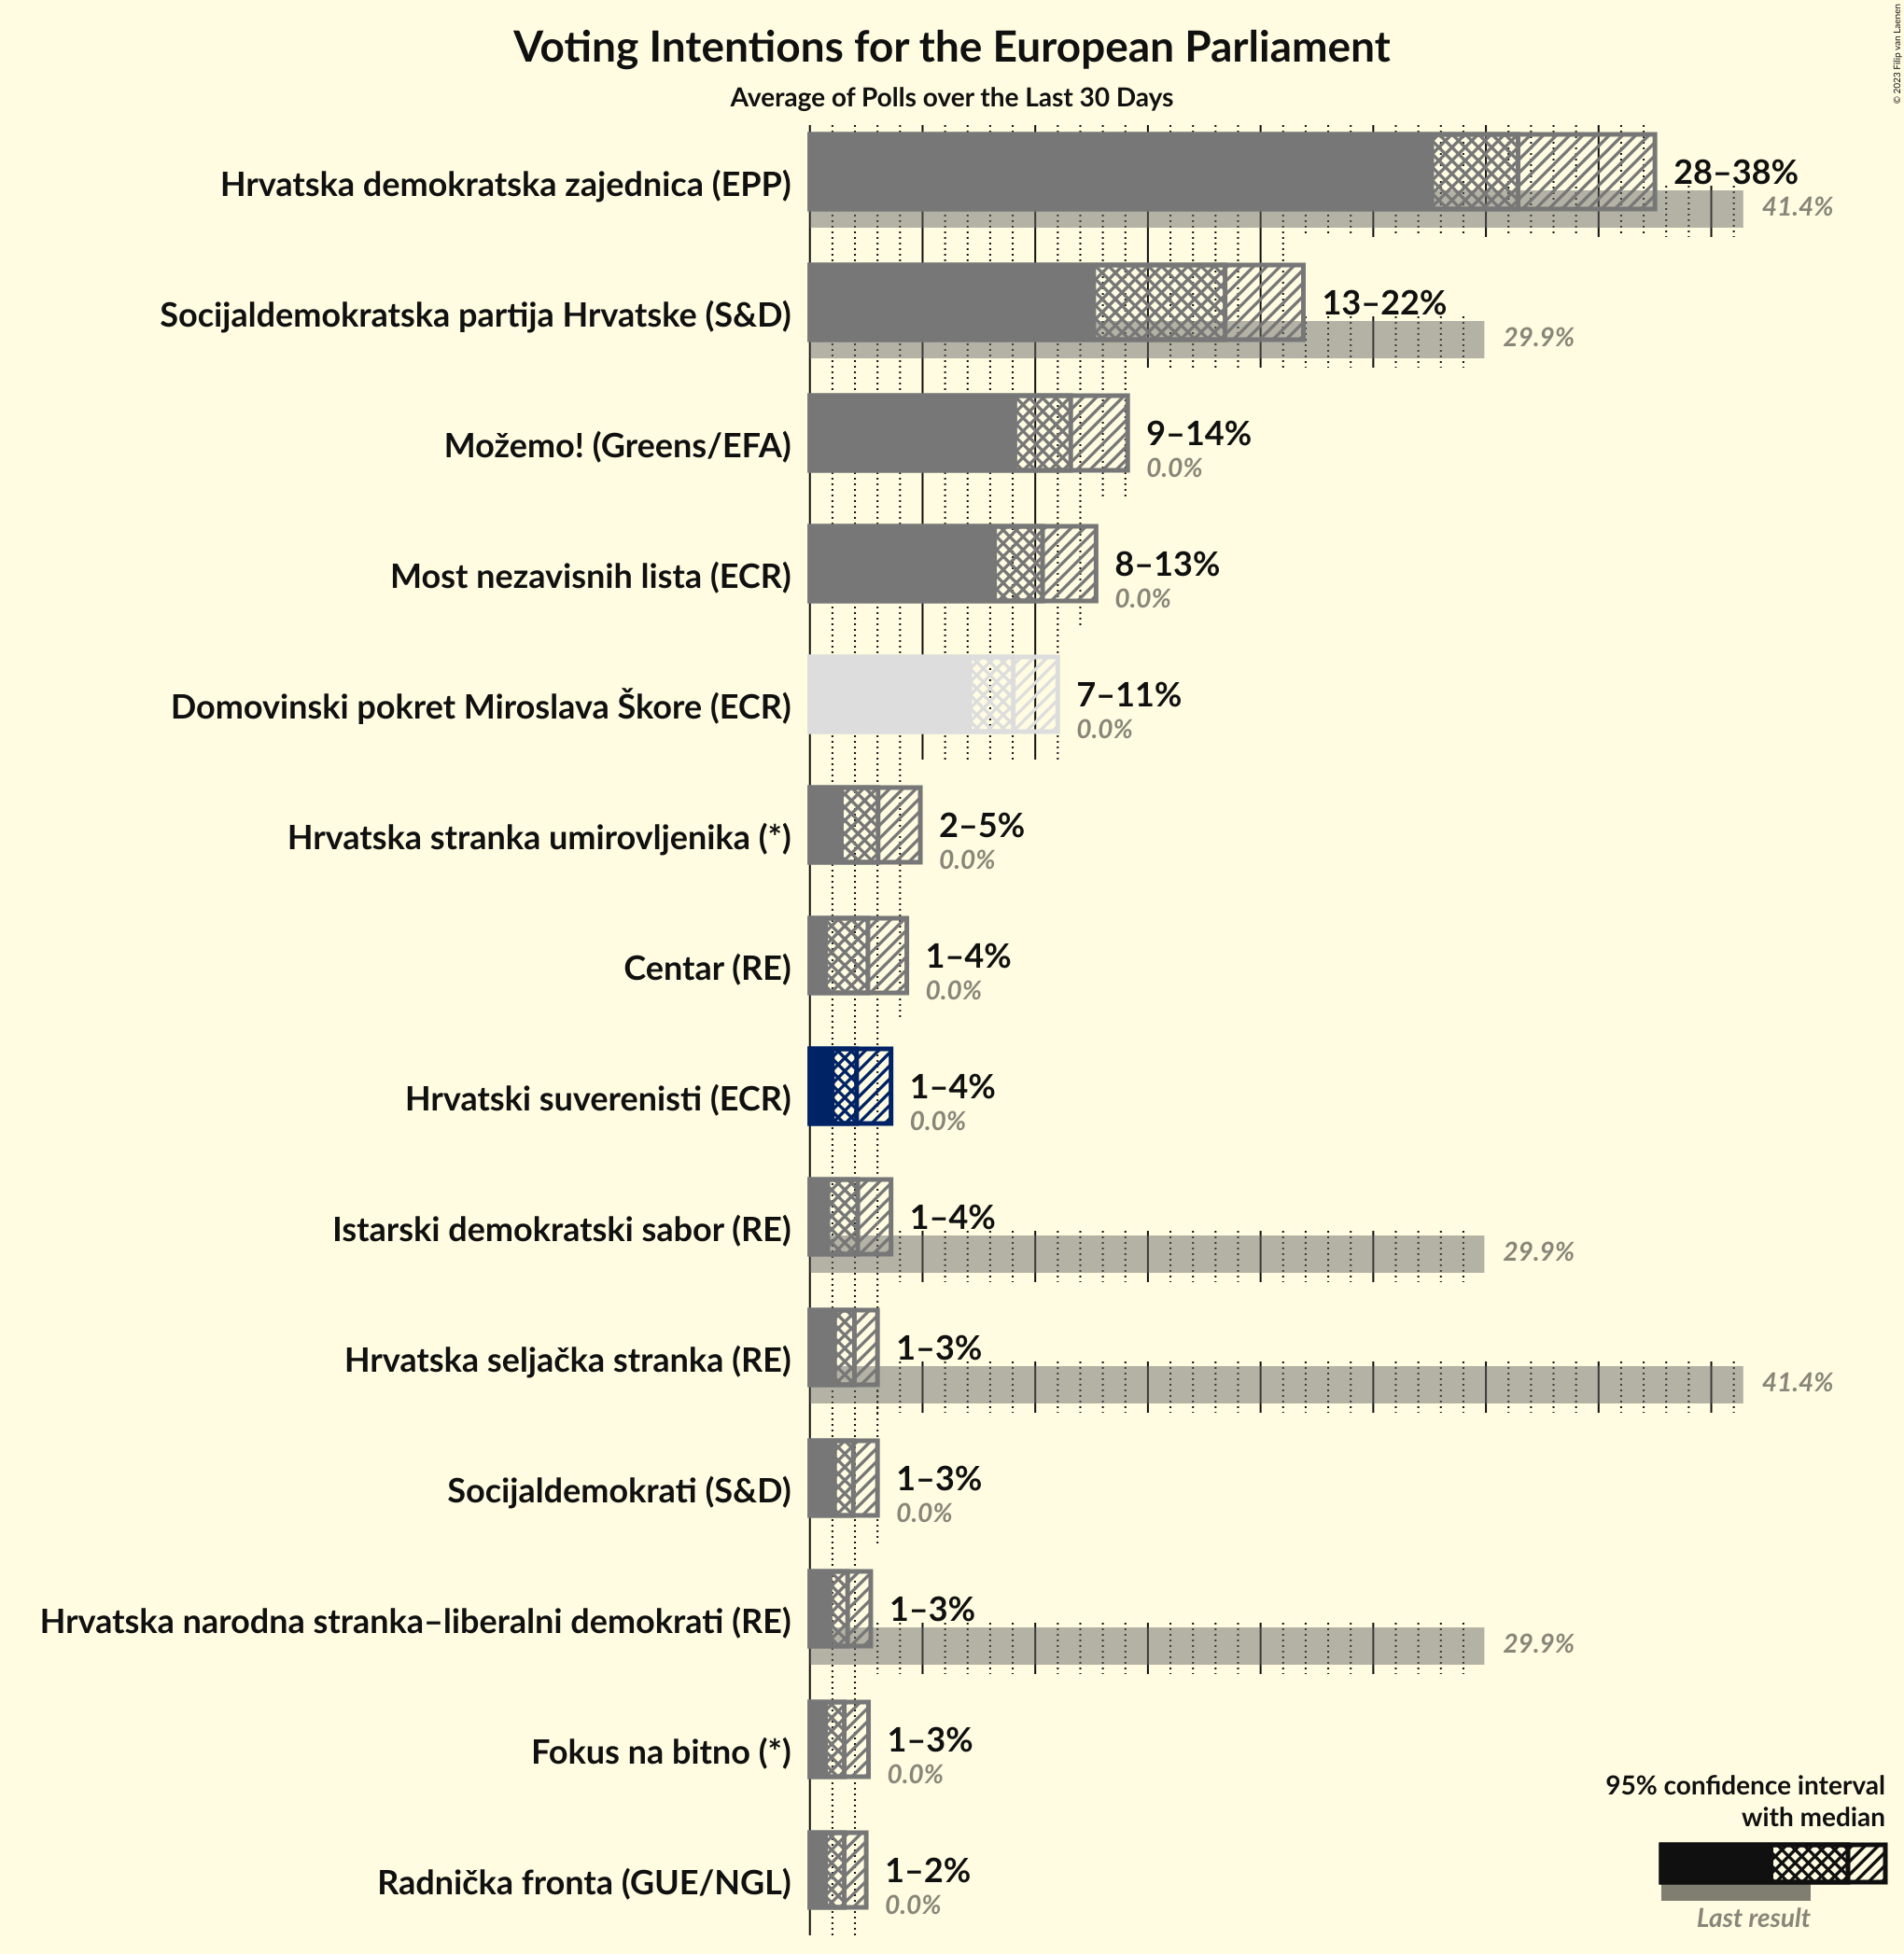 Voting Intentions for the European Parliament
Average of Polls over the Last 30 Days
© 2023 Filip van Laenen
Hrvatska demokratska zajednica (EPP)
28–38%
41.4%
Socijaldemokratska partija Hrvatske (S&D)
13–22%
29.9%
Možemo! (Greens/EFA)
9–14%
0.0%
Most nezavisnih lista (ECR)
8–13%
0.0%
Domovinski pokret Miroslava Škore (ECR)
7–11%
0.0%
Hrvatska stranka umirovljenika (*)
2–5%
0.0%
Centar (RE)
1–4%
0.0%
Hrvatski suverenisti (ECR)
1–4%
0.0%
Istarski demokratski sabor (RE)
1–4%
29.9%
Hrvatska seljačka stranka (RE)
1–3%
41.4%
Socijaldemokrati (S&D)
1–3%
0.0%
Hrvatska narodna stranka–liberalni demokrati (RE)
1–3%
29.9%
Fokus na bitno (*)
1–3%
0.0%
Radnička fronta (GUE/NGL)
1–2%
0.0%
95% confidence interval
with median
Last result